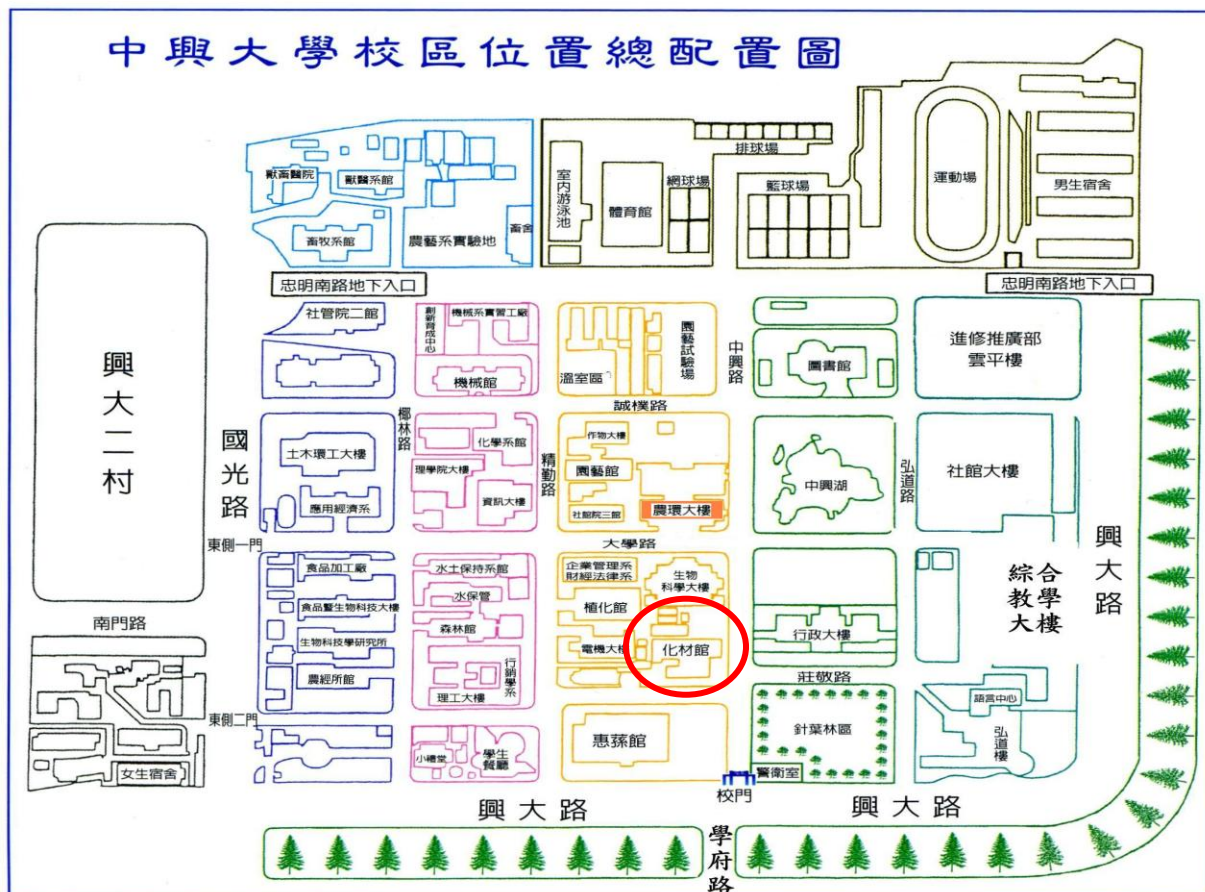 中興大學校區位置總配置圖
排球場
獸畜醫院
獸醫系館
室內游泳池
體育館
網球場
籃球場
運動場
男生宿舍
畜牧系館
農藝系實驗地
畜舍
忠明南路地下入口
忠明南路地下入口
社管院二館
創新育成中心
機械系實習工廠
園藝試驗場
中興路
圖書館
進修推廣部
雲平樓
機械館
溫室區
誠樸路
興大二村
國光路
椰林路
化學系館
精勤路
作物大樓
土木環工大樓
理學院大樓
園藝館
中興湖
弘道路
社館大樓
應用經濟系
資訊大樓
社館院三館
農環大樓
東側一門
大學路
興大路
食品加工廠
水土保持系館
企業管理系
財經法律系
生物
科學大樓
綜合
教學
大樓
水保管
食品暨生物科技大樓
植化館
南門路
森林館
行政大樓
生物科技學研究所
電機大樓
化材館
農經所館
行銷學系
莊敬路
理工大樓
語言中心
東側二門
惠蓀館
針葉林區
弘道樓
小禮堂
學生
餐廳
女生宿舍
警衛室
校門
興大路
興大路
學府路